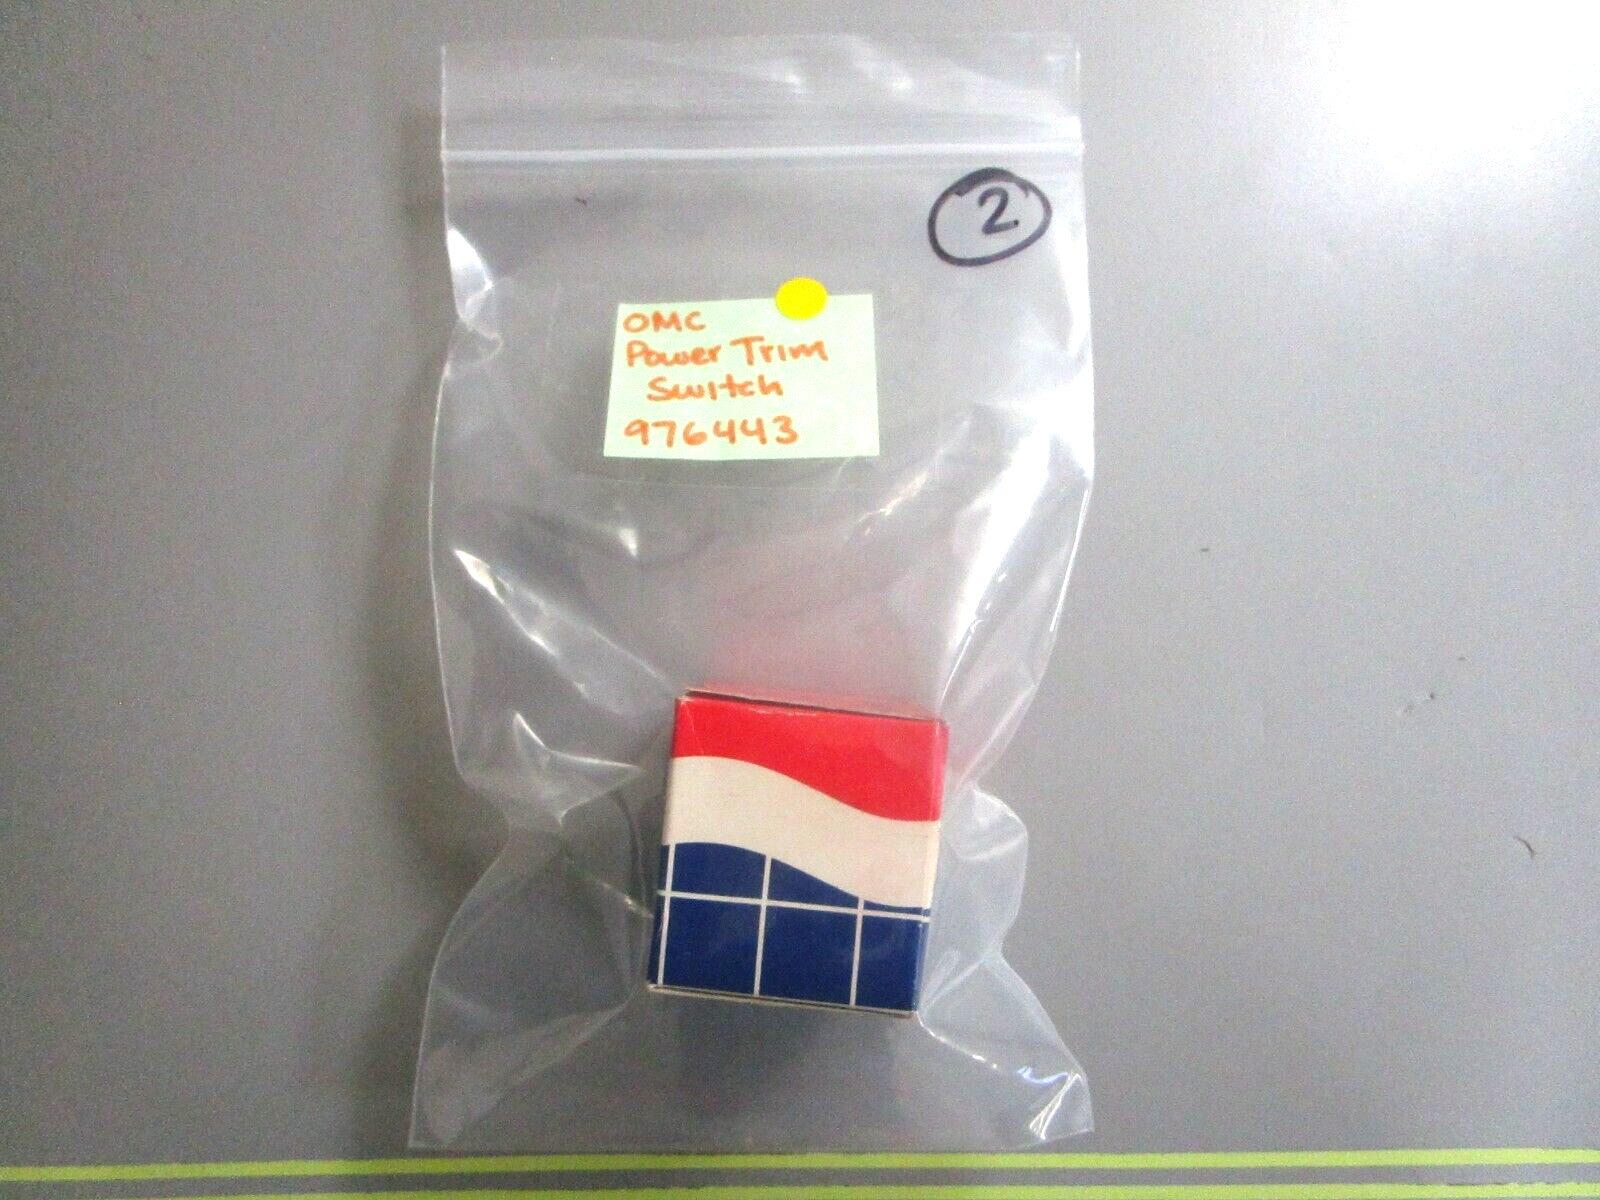 2
OMC
Power Trim
Switch
976443